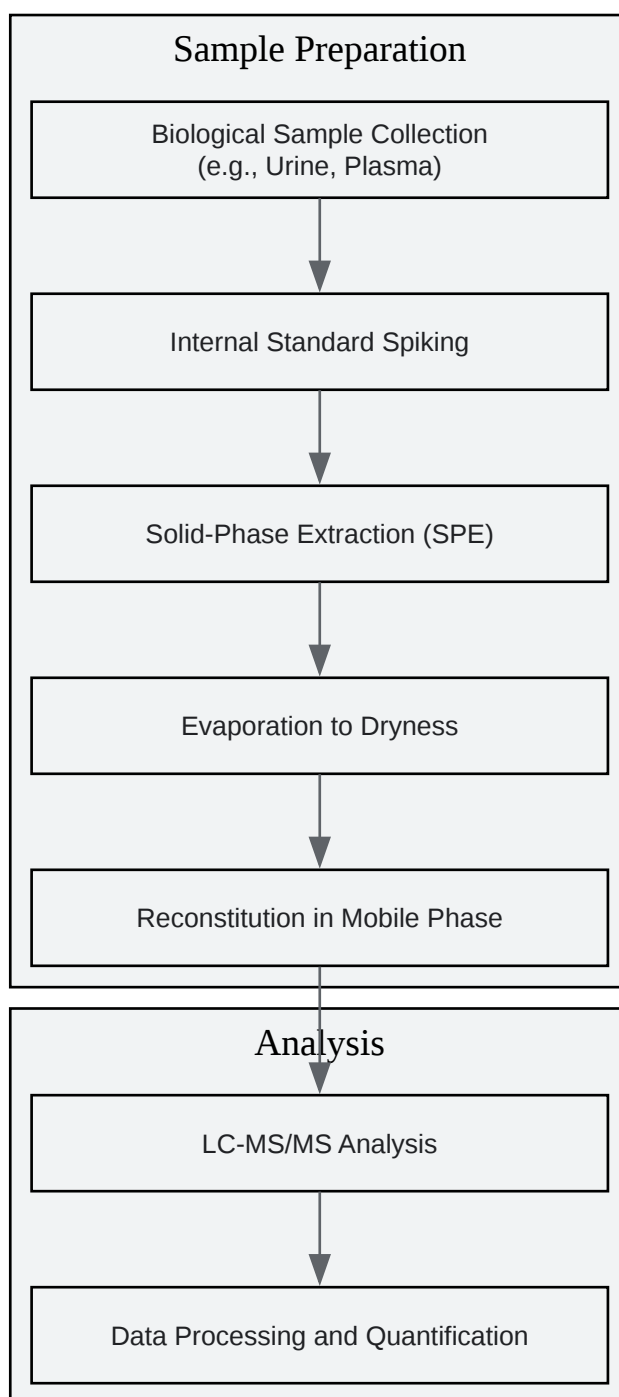 Sample Preparation
Biological Sample Collection
(e.g., Urine, Plasma)
Internal Standard Spiking
Solid-Phase Extraction (SPE)
Evaporation to Dryness
Reconstitution in Mobile Phase
Analysis
LC-MS/MS Analysis
Data Processing and Quantification